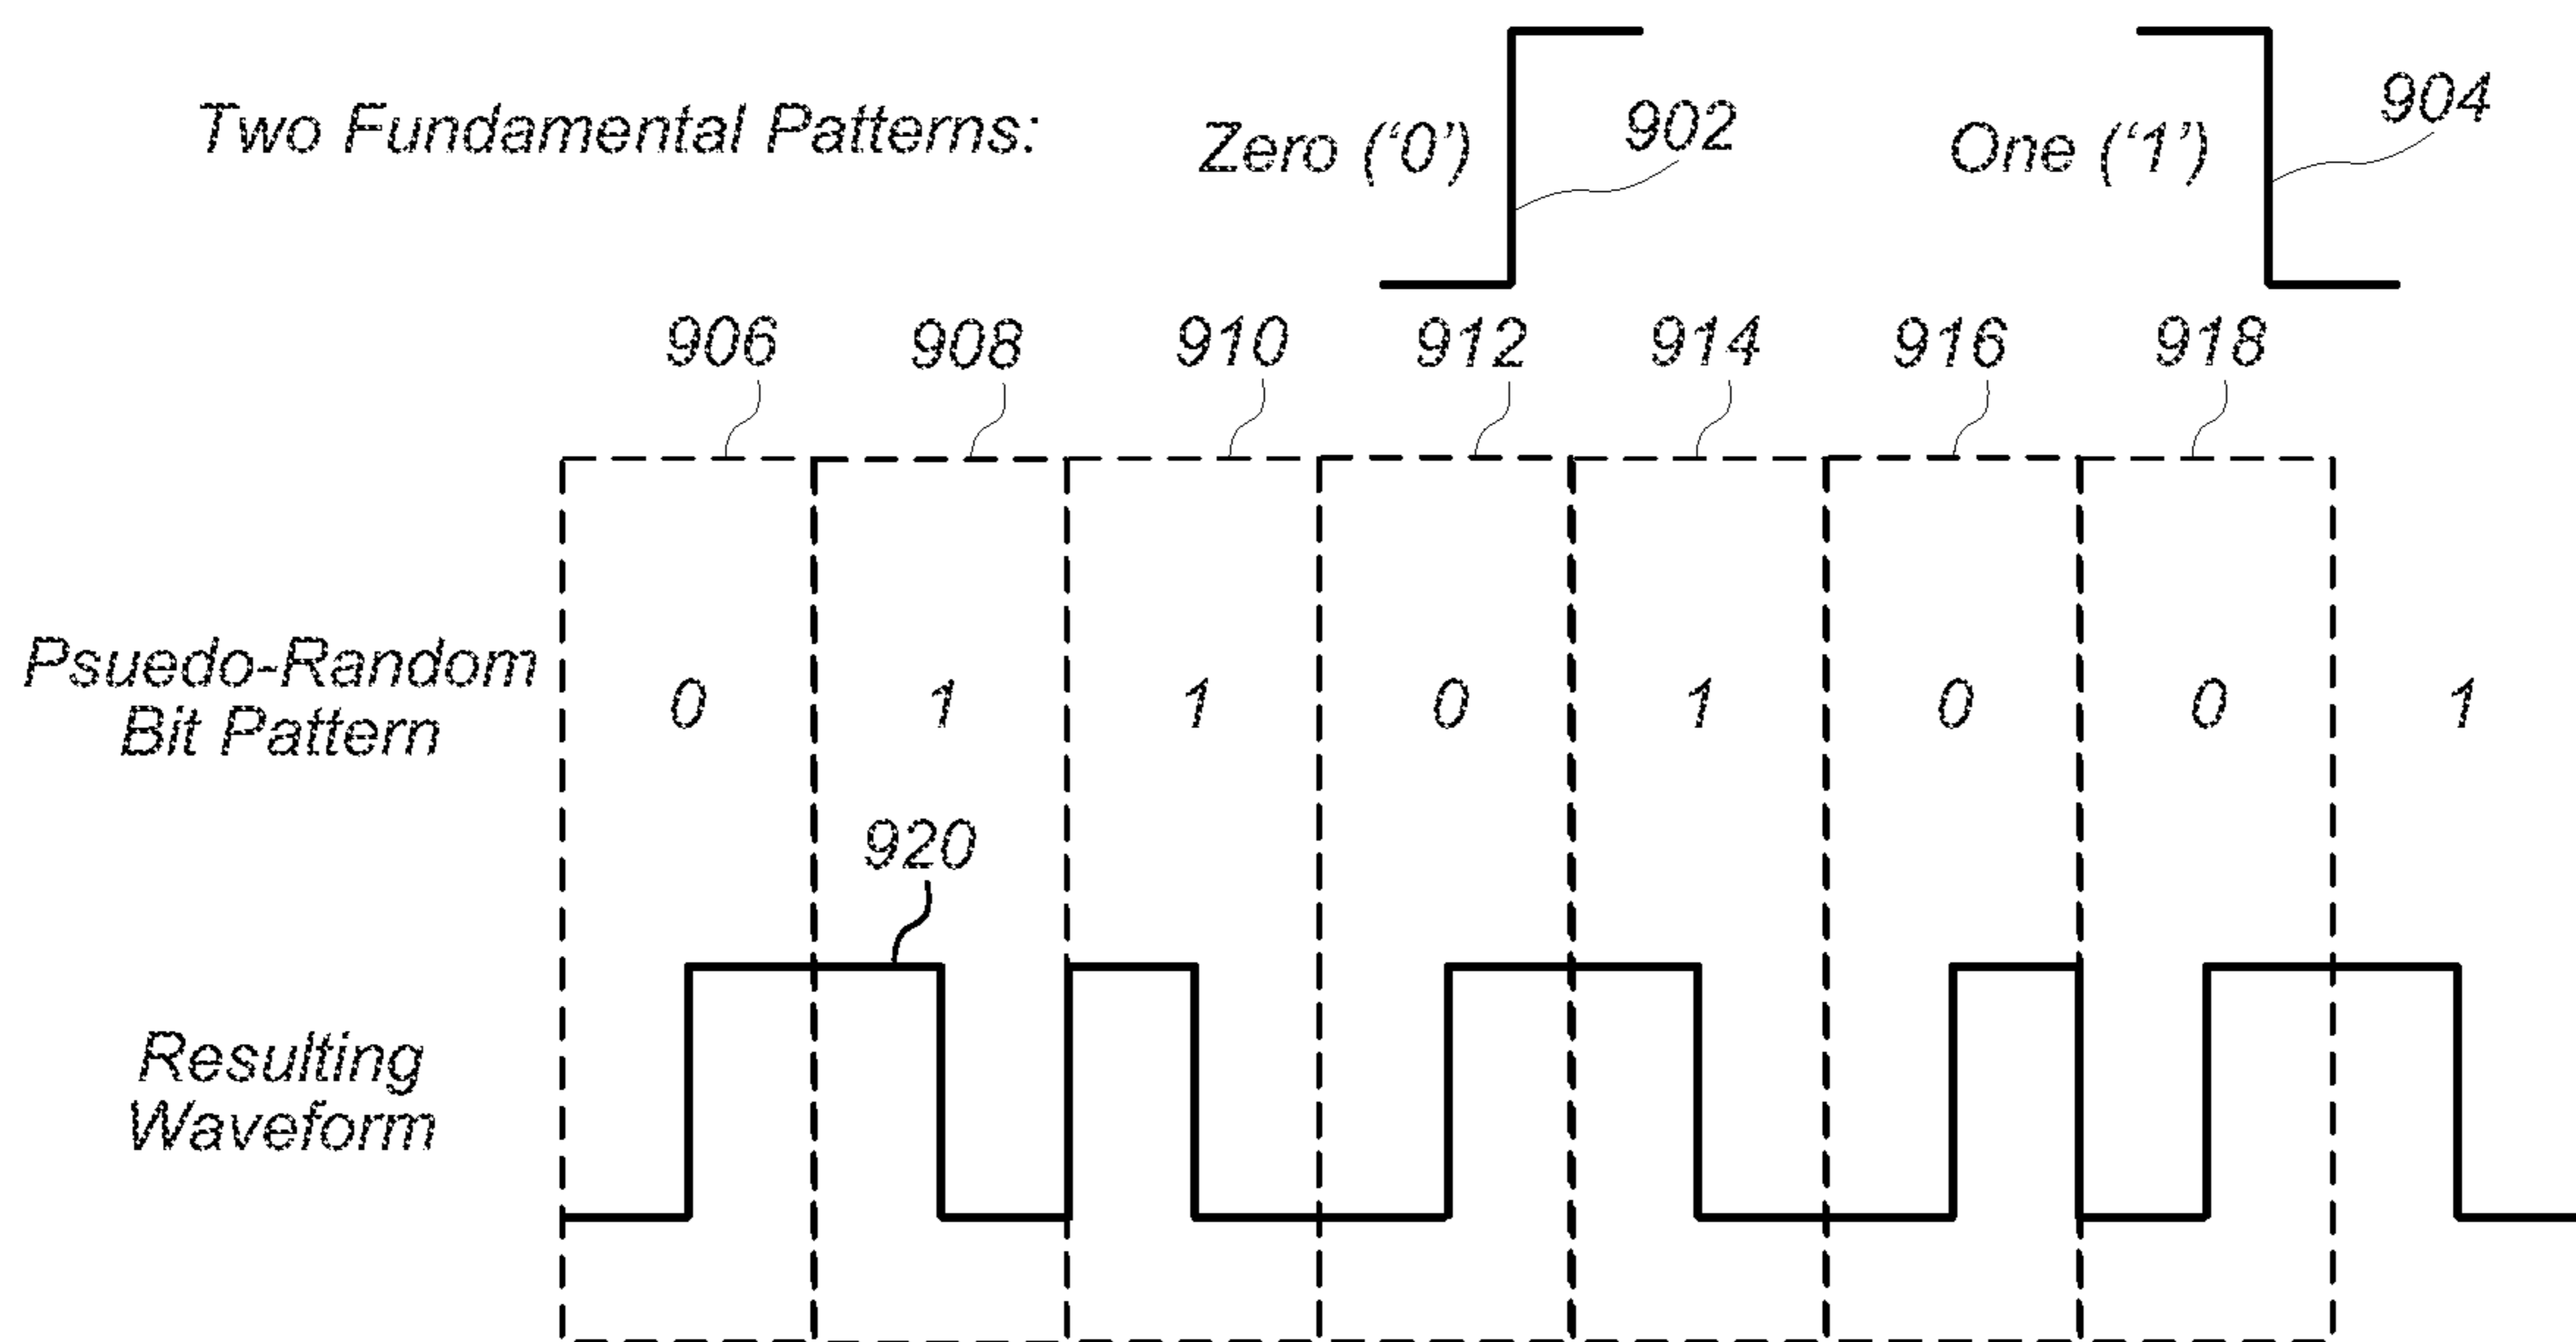 Two Fundamental Patterns:
Zero (‘0’)
902
One (‘1’)
904
906 908 910 912 914 916 918
Psuedo-Random
Bit Pattern
0 1 1 0 1 0 0 1
920
Resulting
Waveform